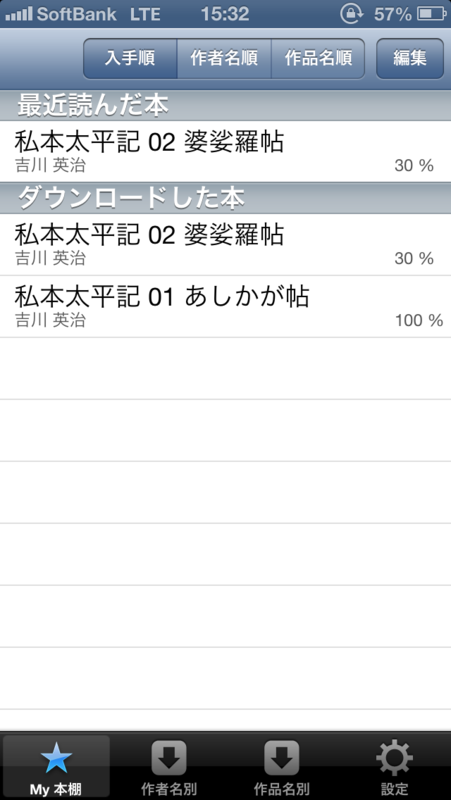 SoftBank LTE 15:32 57%
入手順 作者名順 作品名順 編集
最近読んだ本
私本太平記 02 婆娑羅帖
吉川 英治 30 %
ダウンロードした本
私本太平記 02 婆娑羅帖
吉川 英治 30 %
私本太平記 01 あしかが帖
吉川 英治 100 %
My 本棚 作者名別 作品名別 設定